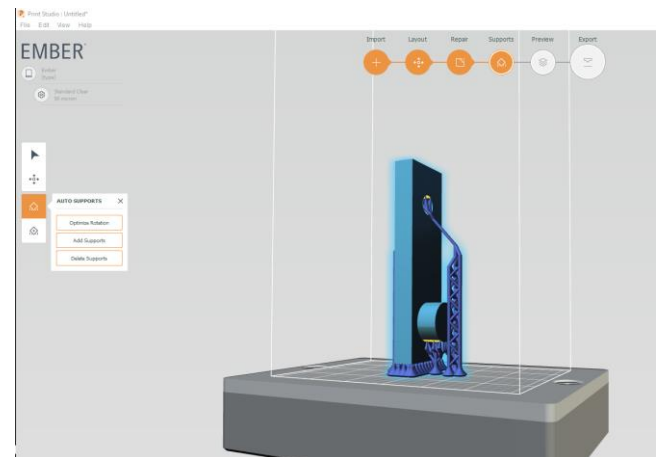 Print Studio - Untitled*
File Edit View Help
EMBER
Import Layout Repair Supports Preview Export
Ember
Standard Clear
AUTO SUPPORTS X
Optimize Rotation
Add Supports
Delete Supports